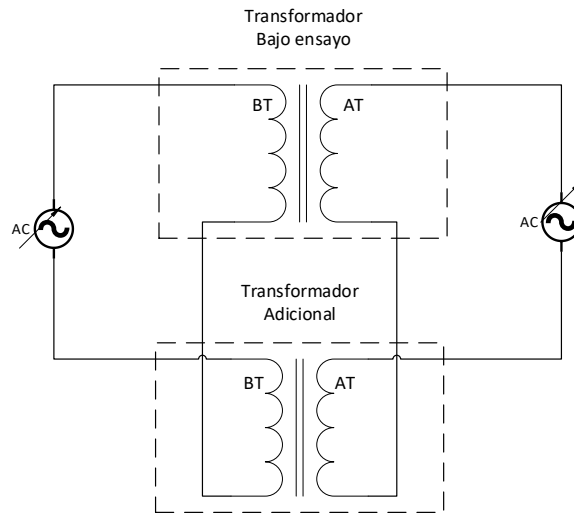 Transformador
Bajo ensayo
BT
AT
AC
AC
Transformador
Adicional
BT
AT